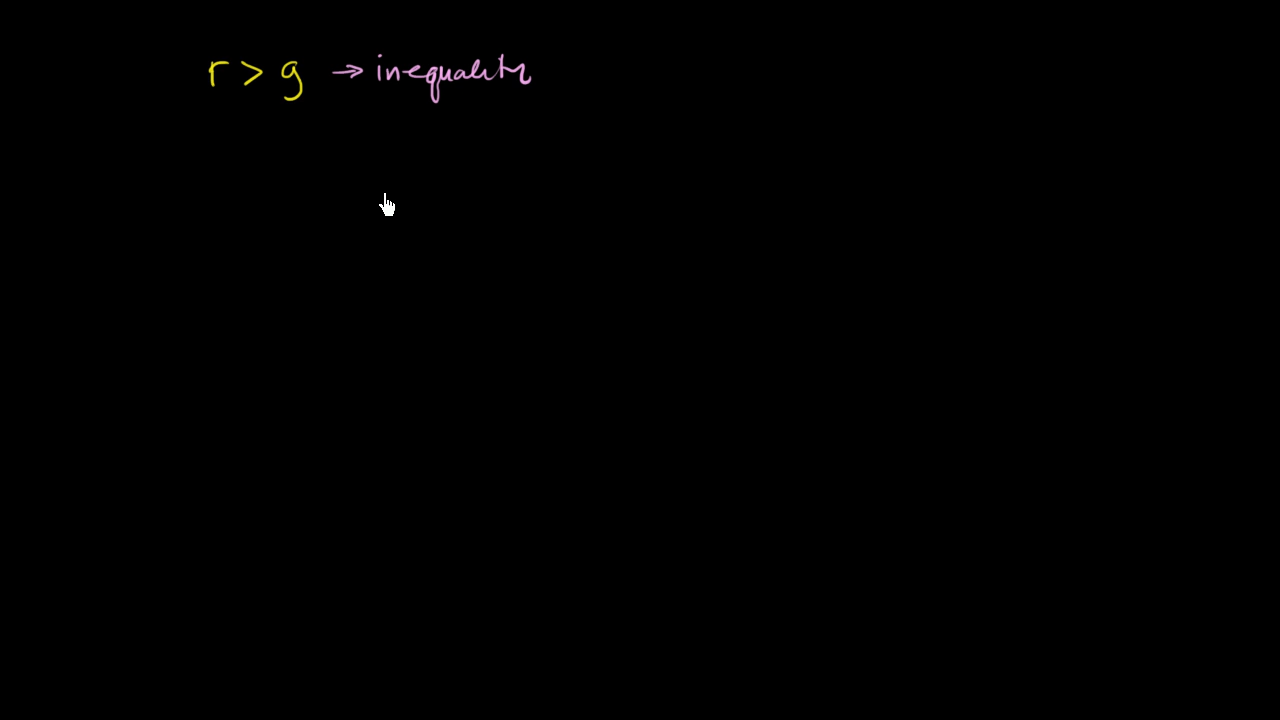 r > g → inequality